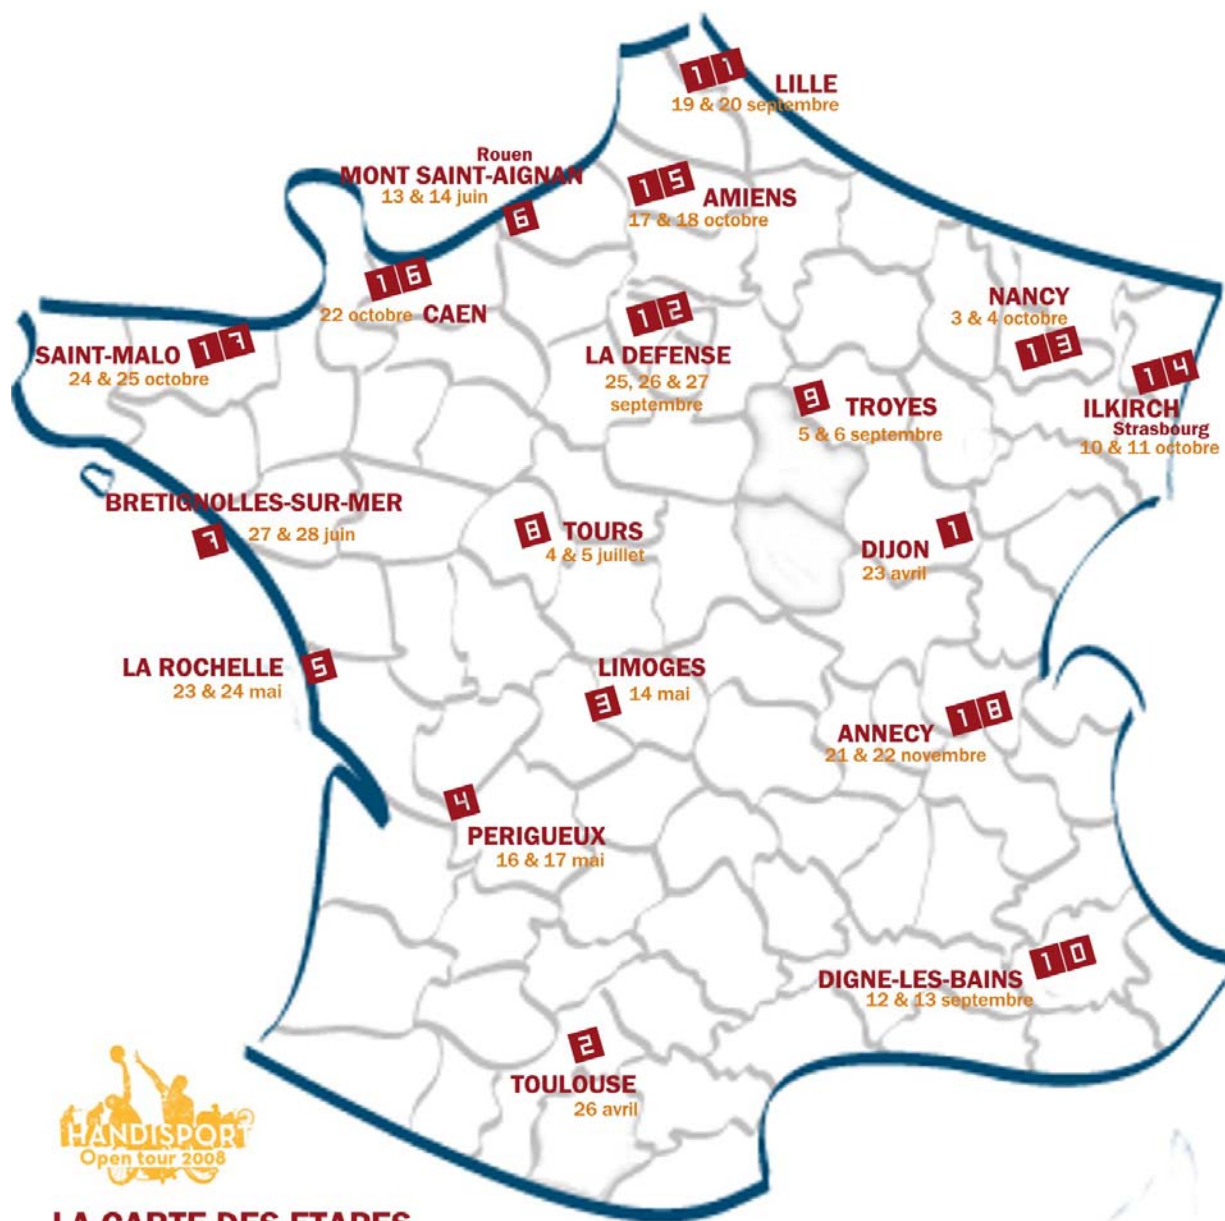 11
LILLE
19 & 20 septembre
Rouen
MONT SAINT-AIGNAN
13 & 14 juin
6
15
AMIENS
17 & 18 octobre
16
22 octobre CAEN
12
LA DEFENSE
25, 26 & 27
septembre
NANCY
3 & 4 octobre
13
SAINT-MALO 17
24 & 25 octobre
14
ILKIRCH
Strasbourg
10 & 11 octobre
9
TROYES
5 & 6 septembre
BRETIGNOLLES-SUR-MER
7
27 & 28 juin
8
TOURS
4 & 5 juillet
1
DIJON
23 avril
LA ROCHELLE 5
23 & 24 mai
LIMOGES
3
14 mai
18
ANNECY
21 & 22 novembre
4
PERIGUEUX
16 & 17 mai
10
DIGNE-LES-BAINS
12 & 13 septembre
2
TOULOUSE
26 avril
HANDISPORT
Open tour 2008
LA CARTE DES ETAPES